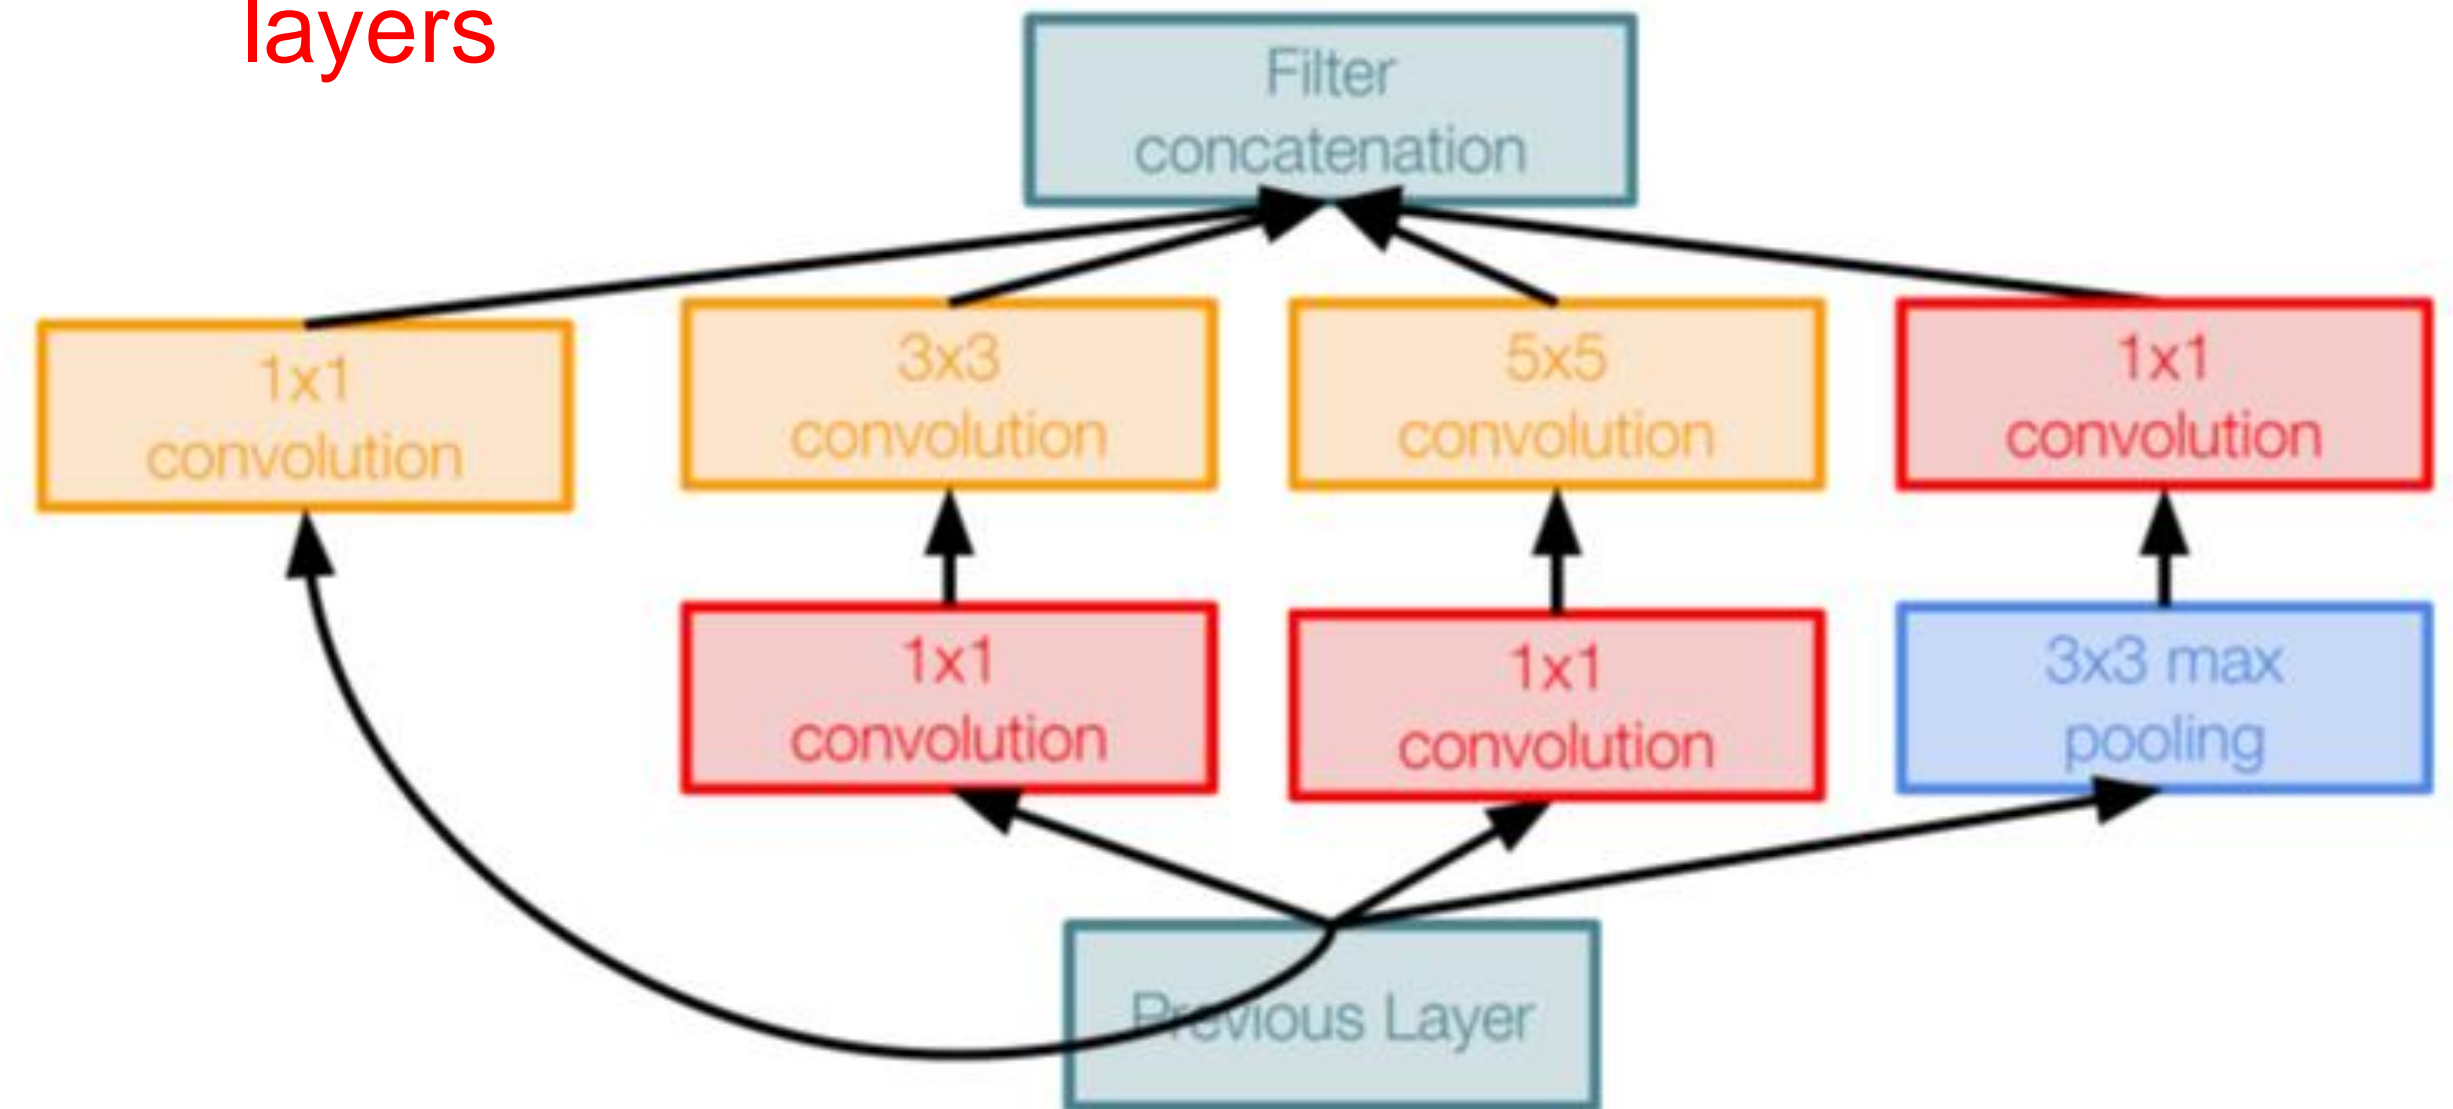 layers
Filter
concatenation
1x1
convolution
3x3
convolution
5x5
convolution
1x1
convolution
1x1
convolution
1x1
convolution
3x3 max
pooling
Previous Layer